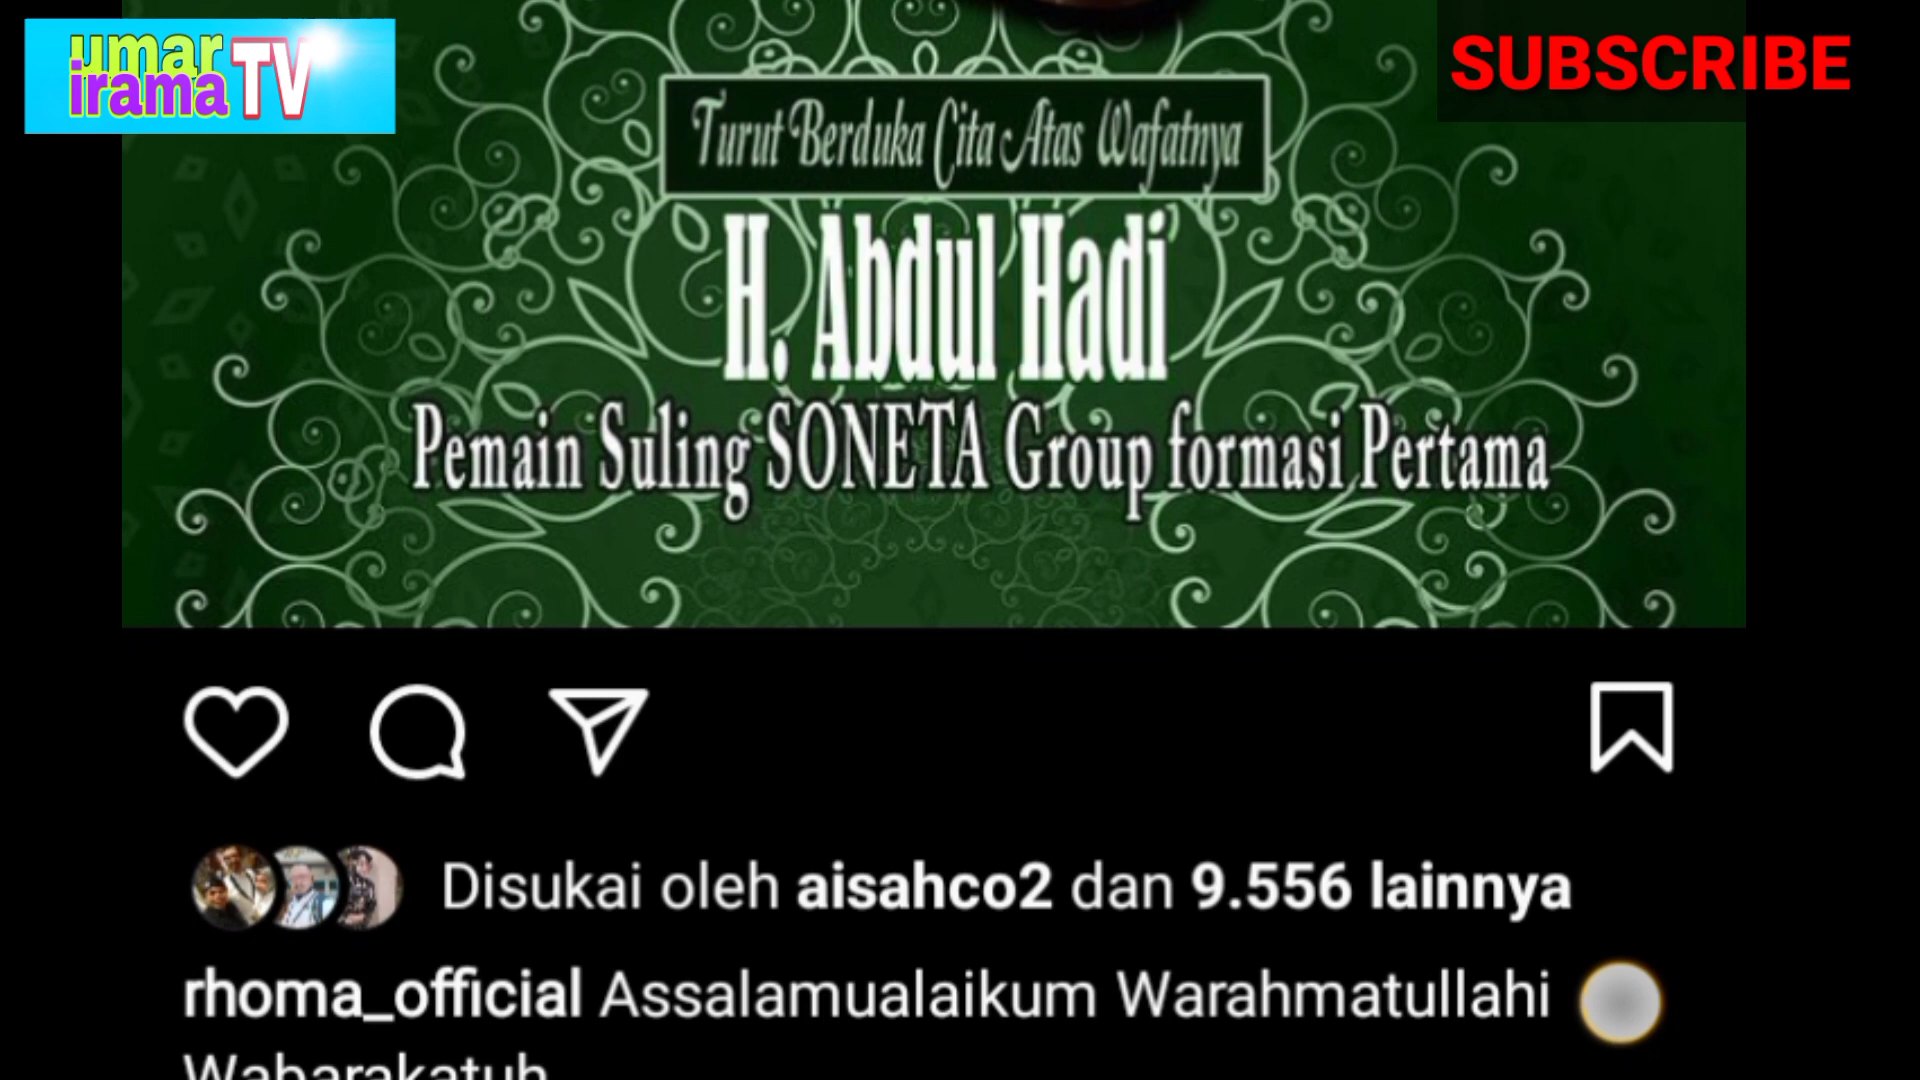 umar
irama TV
SUBSCRIBE
Turut Berduka Cita Atas Wafatnya
H. Abdul Hadi
Pemain Suling SONETA Group formasi Pertama
Disukai oleh aisahco2 dan 9.556 lainnya
rhoma_official Assalamualaikum Warahmatullahi
Wabarakatuh